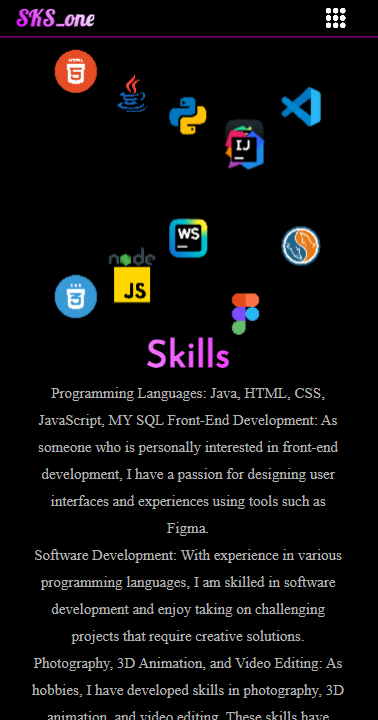 SKS_one
HTML
5
IJ
WS
node
JS
3
Skills
Programming Languages: Java, HTML, CSS,
JavaScript, MY SQL Front-End Development: As
someone who is personally interested in front-end
development, I have a passion for designing user
interfaces and experiences using tools such as
Figma.
Software Development: With experience in various
programming languages, I am skilled in software
development and enjoy taking on challenging
projects that require creative solutions.
Photography, 3D Animation, and Video Editing: As
hobbies, I have developed skills in photography, 3D
animation, and video editing. These skills have